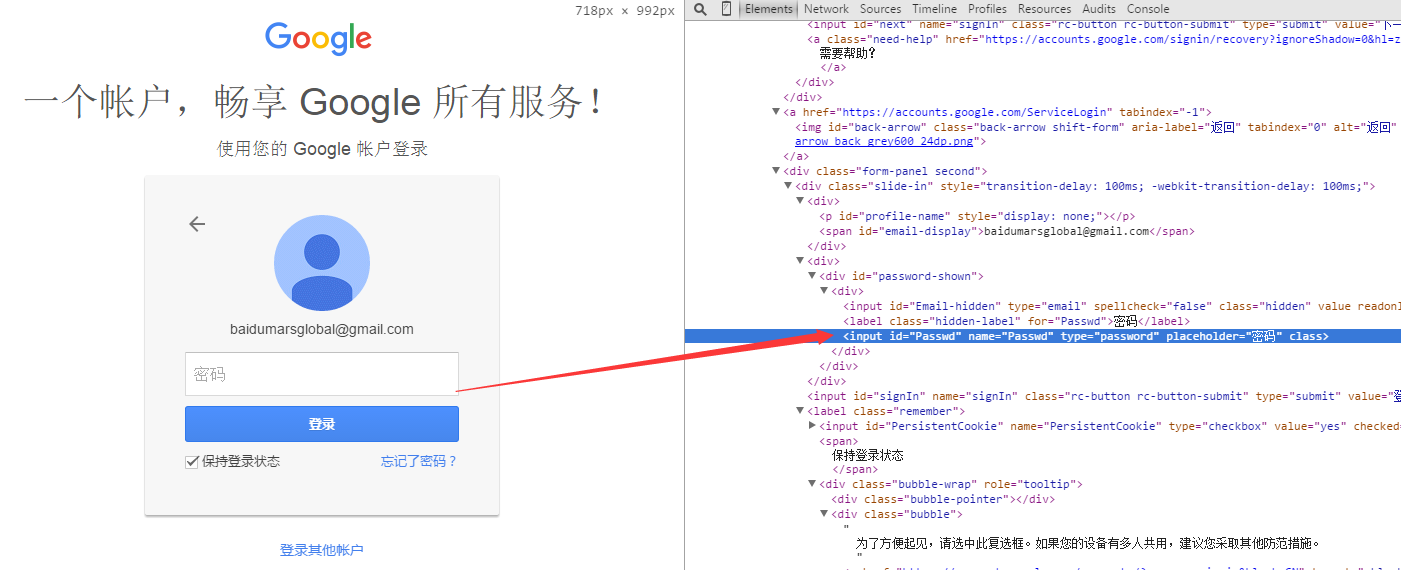 718px × 992px
Google
一个帐户，畅享 Google 所有服务！
使用您的 Google 帐户登录
baidumarsglobal@gmail.com
密码
登录
保持登录状态
忘记了密码？
登录其他帐户
Elements Network Sources Timeline Profiles Resources Audits Console
<input id="next" name="signIn" class="rc-button rc-button-submit" type="submit" value="下一
<a class="need-help" href="https://accounts.google.com/signin/recovery?ignoreShadow=0&hl=z
需要帮助?
</a>
</div>
</div>
<a href="https://accounts.google.com/ServiceLogin" tabindex="-1">
<img id="back-arrow" class="back-arrow shift-form" aria-label="返回" tabindex="0" alt="返回"
arrow_back_grey600_24dp.png">
</a>
<div class="form-panel second">
<div class="slide-in" style="transition-delay: 100ms; -webkit-transition-delay: 100ms;">
<div>
<p id="profile-name" style="display: none;"></p>
<span id="email-display">baidumarsglobal@gmail.com</span>
</div>
<div>
<div id="password-shown">
<div>
<input id="Email-hidden" type="email" spellcheck="false" class="hidden" value readonl
<label class="hidden-label" for="Passwd">密码</label>
<input id="Passwd" name="Passwd" type="password" placeholder="密码" class>
</div>
</div>
</div>
<input id="signIn" name="signIn" class="rc-button rc-button-submit" type="submit" value="登
<label class="remember">
<input id="PersistentCookie" name="PersistentCookie" type="checkbox" value="yes" checked=
<span>
保持登录状态
</span>
<div class="bubble-wrap" role="tooltip">
<div class="bubble-pointer"></div>
<div class="bubble">
"
为了方便起见，请选中此复选框。如果您的设备有多人共用，建议您采取其他防范措施。
"